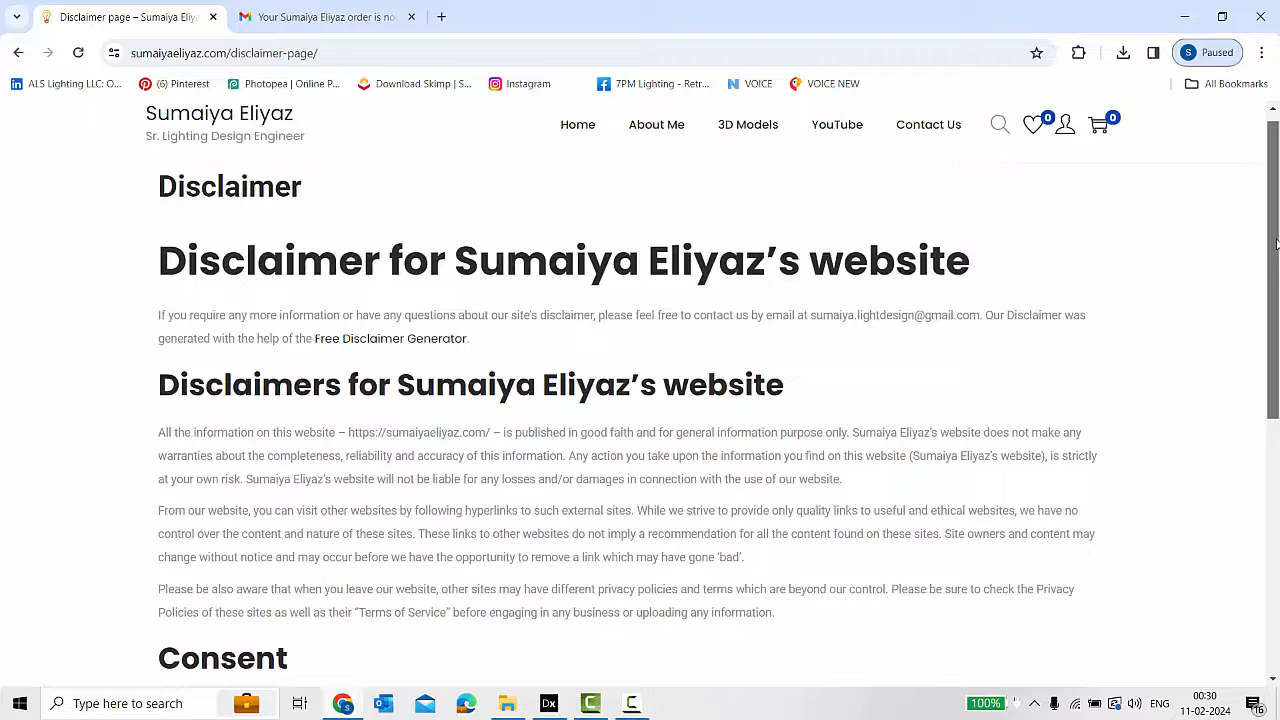 Disclaimer page – Sumaiya Eliy
Your Sumaiya Eliyaz order is no
sumaiyaeliyaz.com/disclaimer-page/
S Paused
in ALS Lighting LLC: O... (6) Pinterest Photopea | Online P... Download Skimp | S... Instagram 7PM Lighting - Retr... VOICE VOICE NEW All Bookmarks
Sumaiya Eliyaz
Sr. Lighting Design Engineer
Home About Me 3D Models YouTube Contact Us 0 0
Disclaimer
Disclaimer for Sumaiya Eliyaz’s website
If you require any more information or have any questions about our site's disclaimer, please feel free to contact us by email at sumaiya.lightdesign@gmail.com. Our Disclaimer was
generated with the help of the Free Disclaimer Generator.
Disclaimers for Sumaiya Eliyaz’s website
All the information on this website – https://sumaiyaeliyaz.com/ – is published in good faith and for general information purpose only. Sumaiya Eliyaz’s website does not make any
warranties about the completeness, reliability and accuracy of this information. Any action you take upon the information you find on this website (Sumaiya Eliyaz’s website), is strictly
at your own risk. Sumaiya Eliyaz’s website will not be liable for any losses and/or damages in connection with the use of our website.
From our website, you can visit other websites by following hyperlinks to such external sites. While we strive to provide only quality links to useful and ethical websites, we have no
control over the content and nature of these sites. These links to other websites do not imply a recommendation for all the content found on these sites. Site owners and content may
change without notice and may occur before we have the opportunity to remove a link which may have gone ‘bad’.
Please be also aware that when you leave our website, other sites may have different privacy policies and terms which are beyond our control. Please be sure to check the Privacy
Policies of these sites as well as their “Terms of Service” before engaging in any business or uploading any information.
Consent
Type here to search
Dx
100%
ENG
00:30
11-02-2024
16